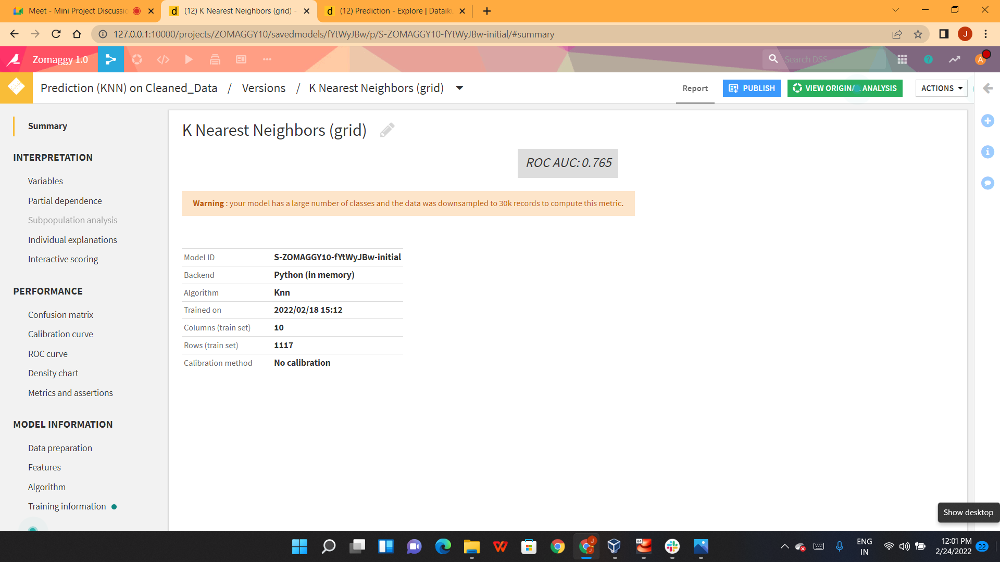 Meet - Mini Project Discussic
(12) K Nearest Neighbors (grid) -
(12) Prediction - Explore | Dataiku
127.0.0.1:10000/projects/ZOMAGGY10/savedmodels/fYtWyJBw/p/S-ZOMAGGY10-fYtWyJBw-initial/#summary
J
Zomaggy 1.0
Search DSS...
A
Prediction (KNN) on Cleaned_Data / Versions / K Nearest Neighbors (grid)
Report
PUBLISH
VIEW ORIGINAL ANALYSIS
ACTIONS
Summary
INTERPRETATION
Variables
Partial dependence
Subpopulation analysis
Individual explanations
Interactive scoring
PERFORMANCE
Confusion matrix
Calibration curve
ROC curve
Density chart
Metrics and assertions
MODEL INFORMATION
Data preparation
Features
Algorithm
Training information
K Nearest Neighbors (grid)
ROC AUC: 0.765
Warning : your model has a large number of classes and the data was downsampled to 30k records to compute this metric.
Model ID S-ZOMAGGY10-fYtWyJBw-initial
Backend Python (in memory)
Algorithm Knn
Trained on 2022/02/18 15:12
Columns (train set) 10
Rows (train set) 1117
Calibration method No calibration
Show desktop
ENG
IN
12:01 PM
2/24/2022
22